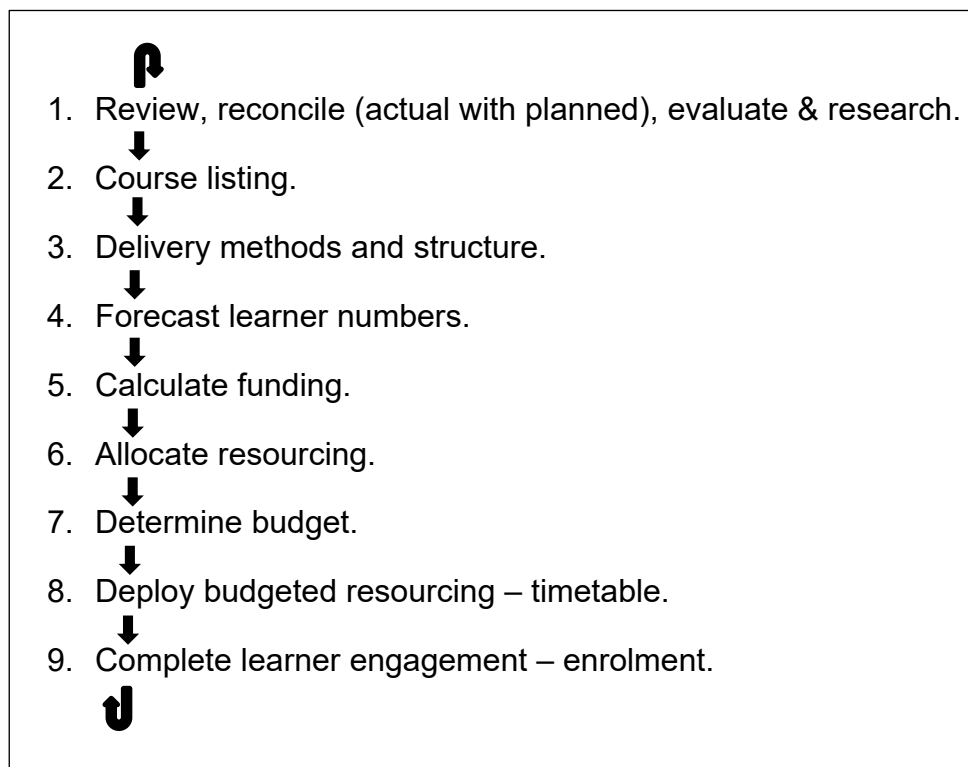 1. Review, reconcile (actual with planned), evaluate & research.
2. Course listing.
3. Delivery methods and structure.
4. Forecast learner numbers.
5. Calculate funding.
6. Allocate resourcing.
7. Determine budget.
8. Deploy budgeted resourcing – timetable.
9. Complete learner engagement – enrolment.